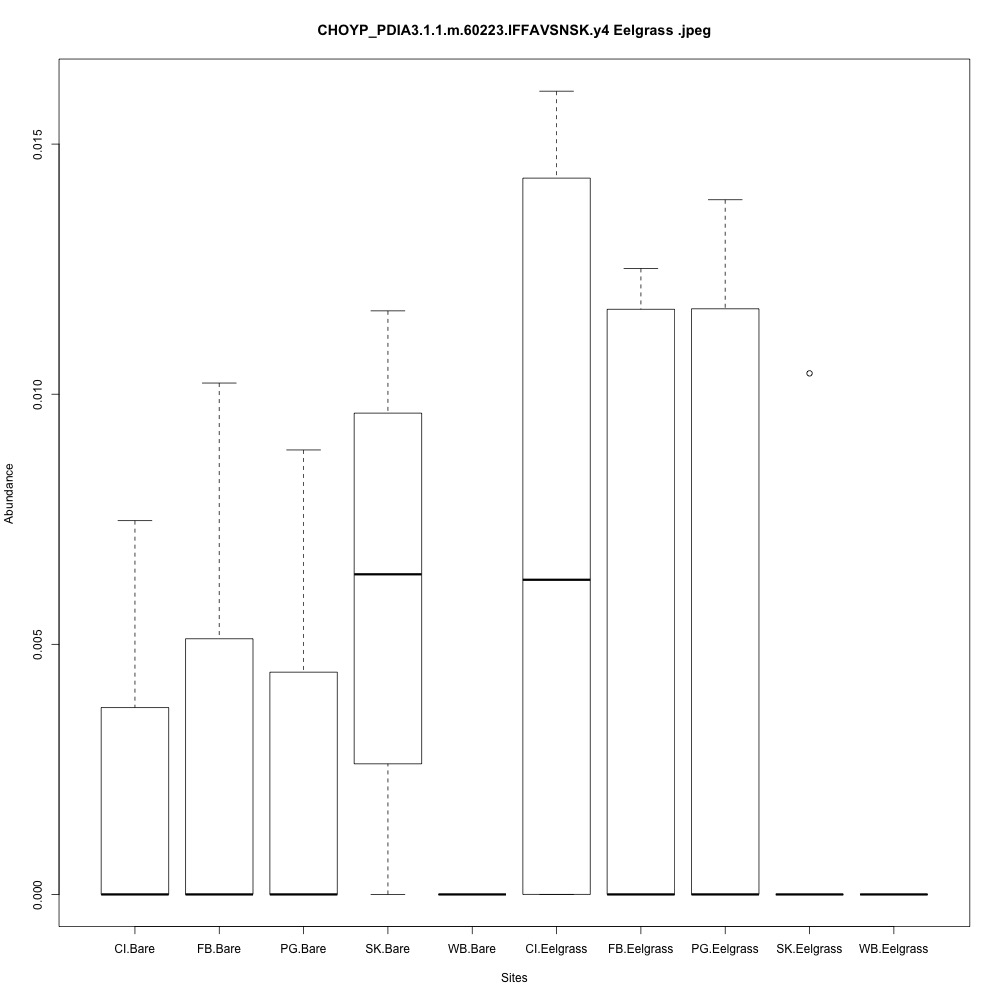 CHOYP_PDIA3.1.1.m.60223.IFFAVSNSK.y4 Eelgrass .jpeg
0.015
0.010
0.005
0.000
Abundance
CI.Bare FB.Bare PG.Bare SK.Bare WB.Bare CI.Eelgrass FB.Eelgrass PG.Eelgrass SK.Eelgrass WB.Eelgrass
Sites